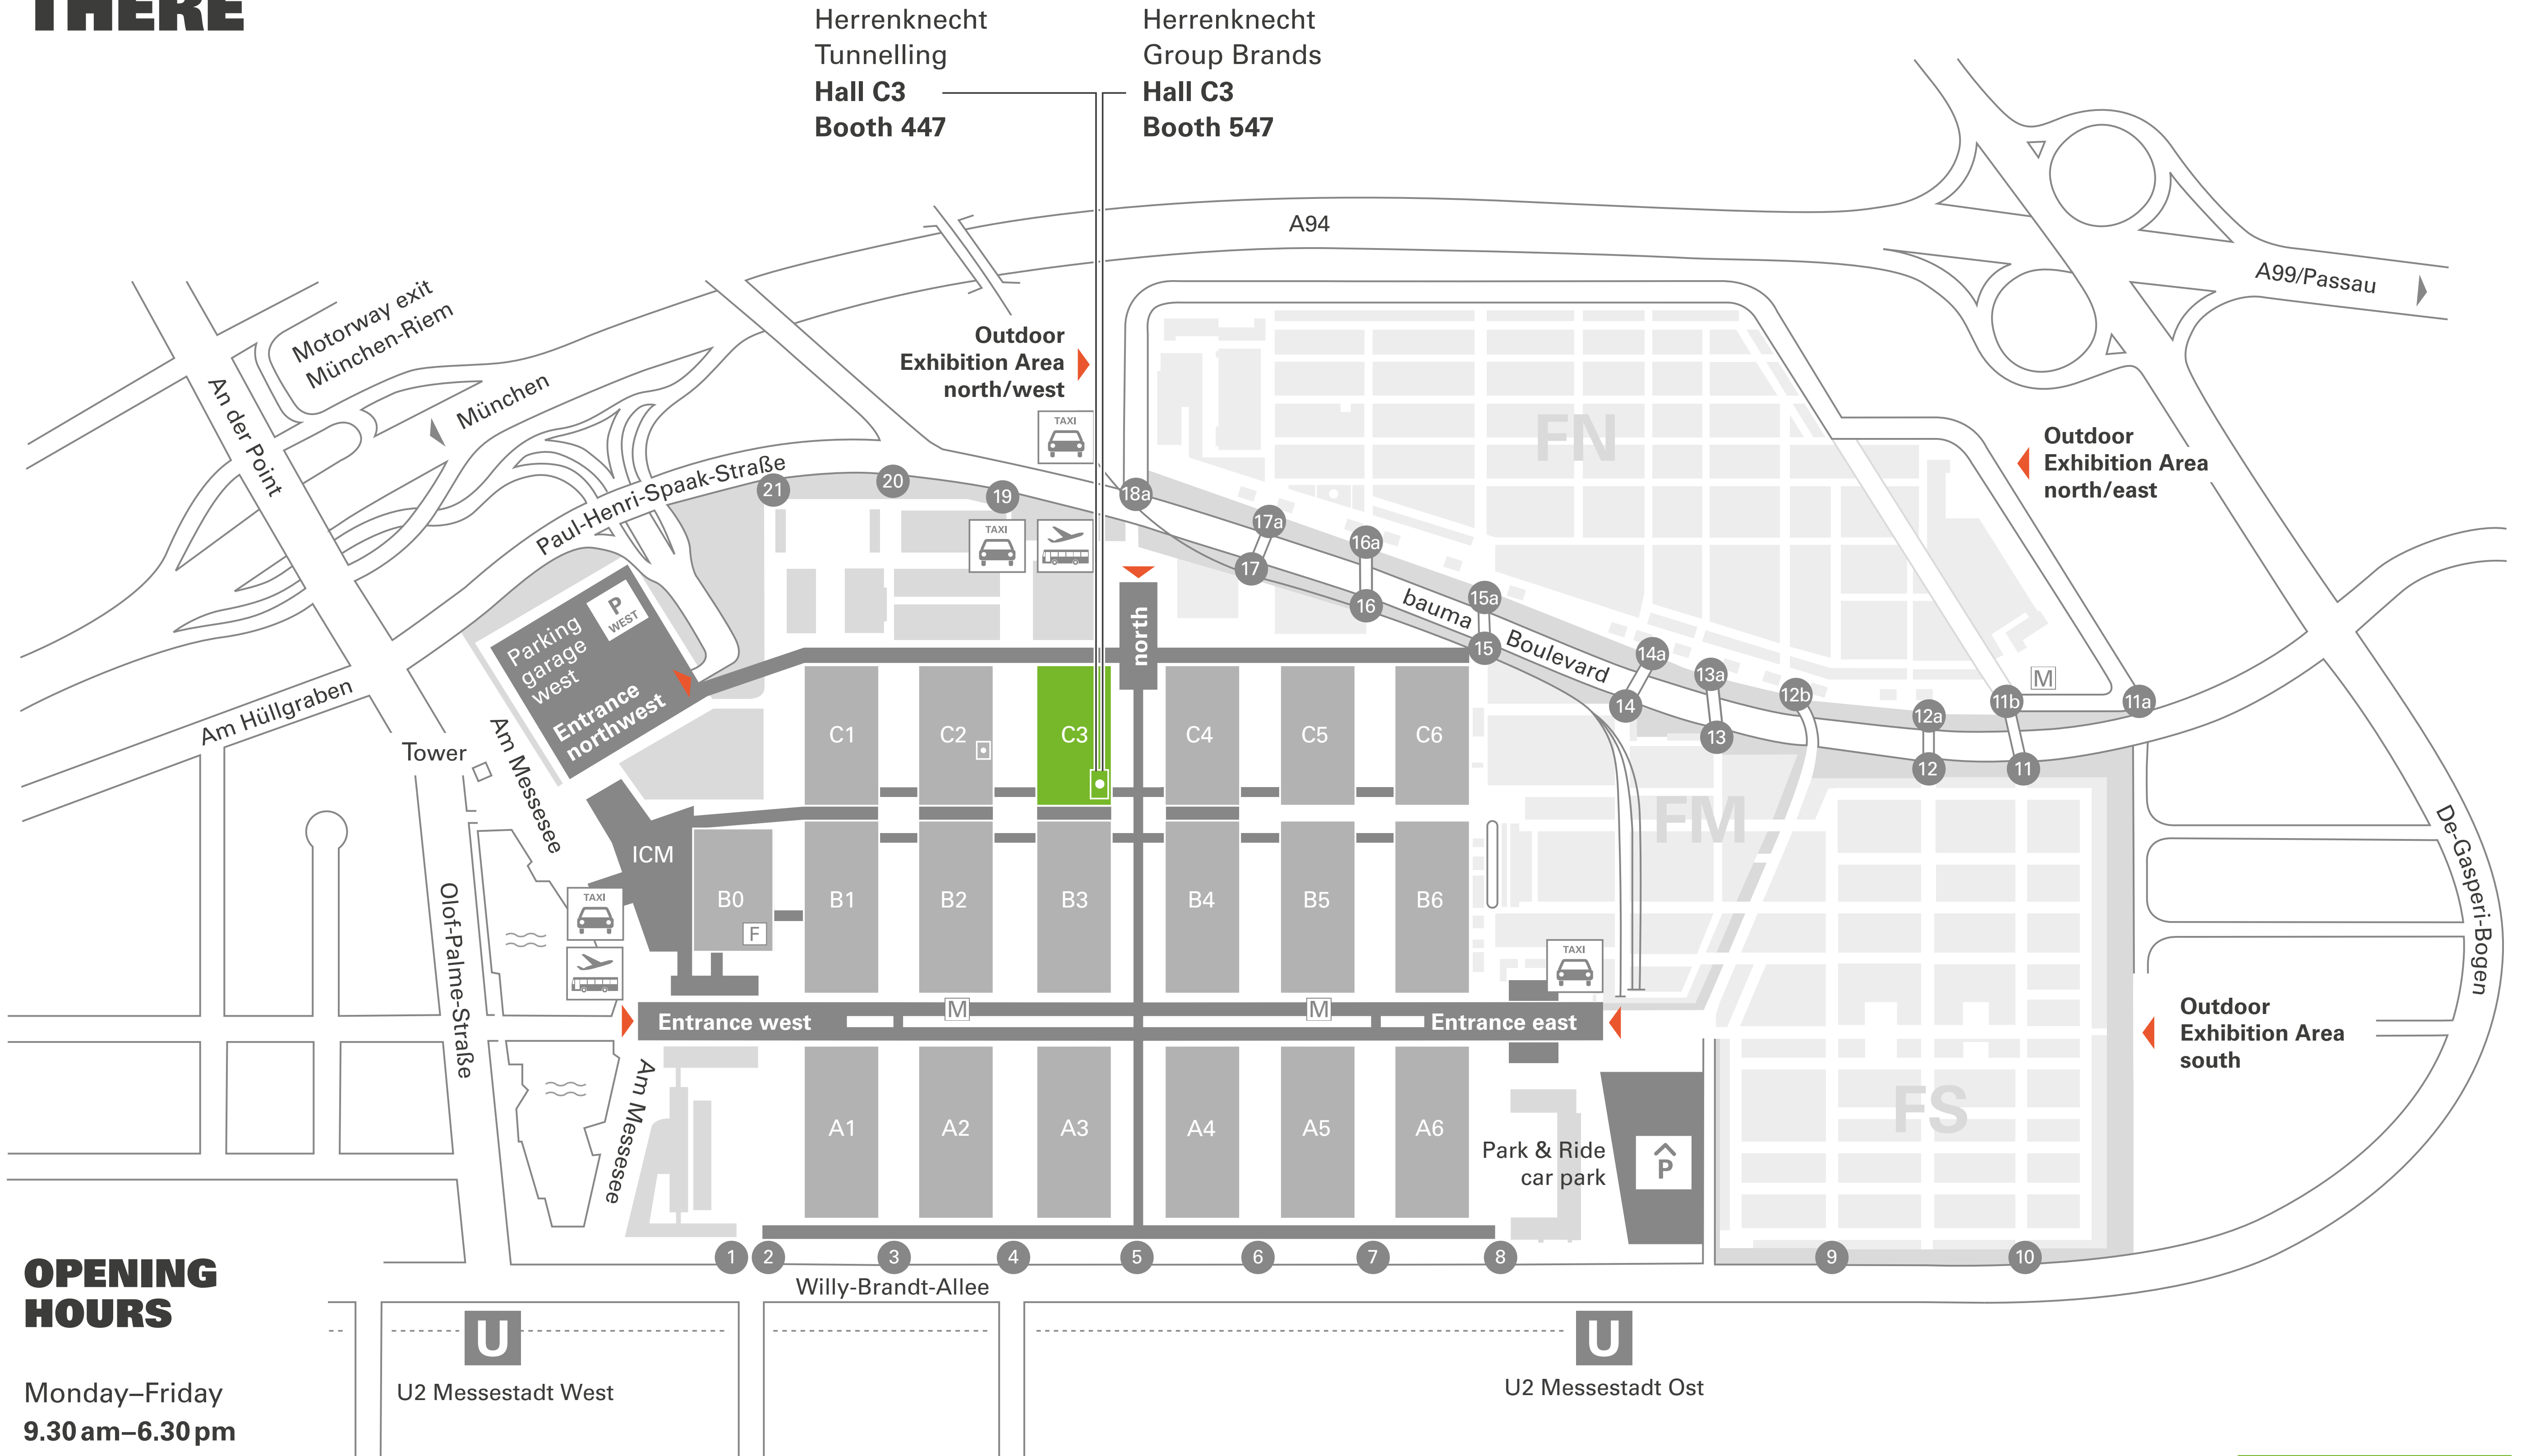 THERE
Herrenknecht
Tunnelling
Hall C3
Booth 447
Herrenknecht
Group Brands
Hall C3
Booth 547
A94
A99/Passau
Motorway exit
München-Riem
München
An der Point
Paul-Henri-Spaak-Straße
Outdoor
Exhibition Area
north/west
TAXI
Outdoor
Exhibition Area
north/east
FN
21
20
19
18a
17a
17
16a
16
15a
15
14a
14
13a
13
12b
12a
12
11b
11
11a
M
TAXI
bauma Boulevard
north
P
WEST
Parking
garage
west
Entrance
northwest
Am Hüllgraben
Tower
Am Messesee
C1
C2
C3
C4
C5
C6
FM
ICM
B0
F
B1
B2
B3
B4
B5
B6
TAXI
TAXI
De-Gasperi-Bogen
Olof-Palme-Straße
Entrance west
M
M
Entrance east
Outdoor
Exhibition Area
south
Am Messesee
A1
A2
A3
A4
A5
A6
Park & Ride
car park
P
FS
1
2
3
4
5
6
7
8
9
10
Willy-Brandt-Allee
OPENING
HOURS
Monday–Friday
9.30 am–6.30 pm
U
U2 Messestadt West
U
U2 Messestadt Ost